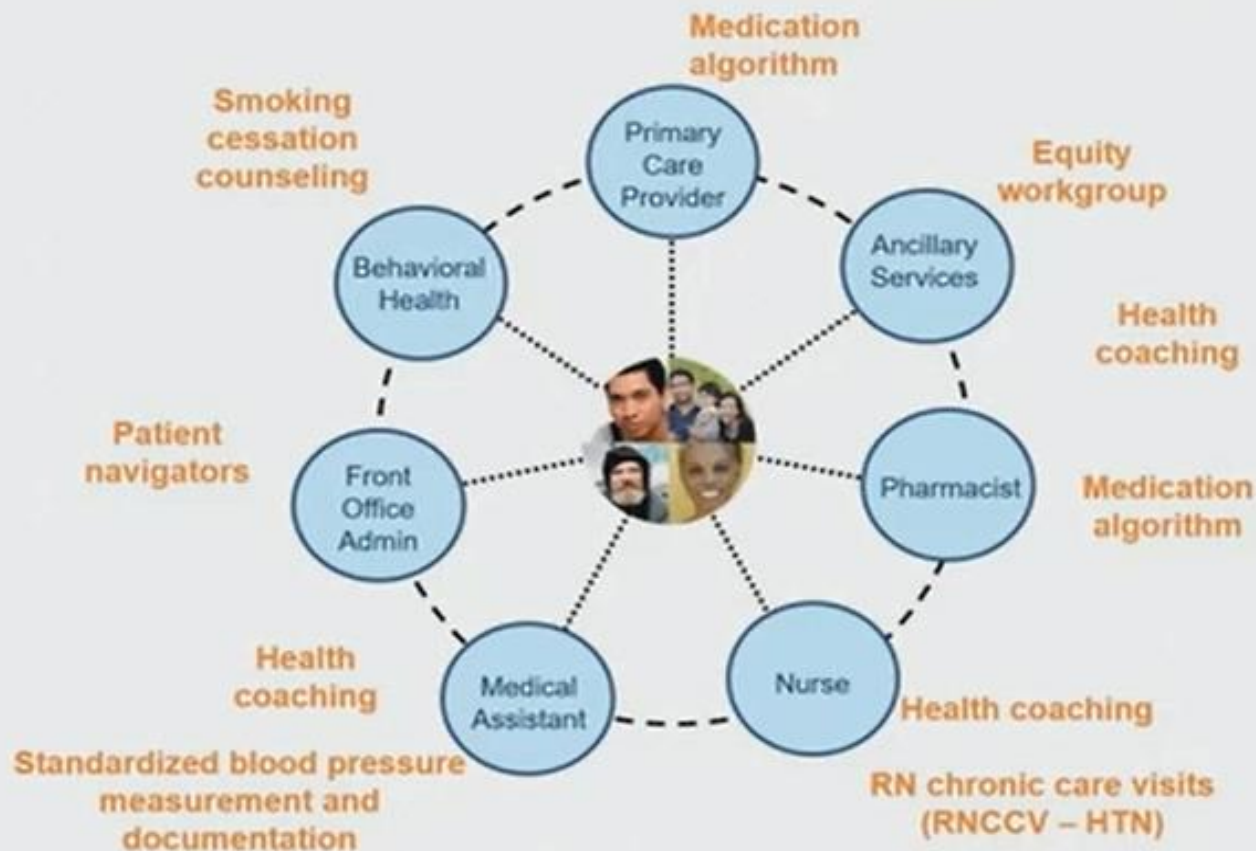 Medication
algorithm
Primary
Care
Provider
Smoking
cessation
counseling
Equity
workgroup
Behavioral
Health
Ancillary
Services
Health
coaching
Patient
navigators
Front
Office
Admin
Pharmacist
Medication
algorithm
Health
coaching
Medical
Assistant
Nurse
Health coaching
Standardized blood pressure
measurement and
documentation
RN chronic care visits
(RNCCV – HTN)